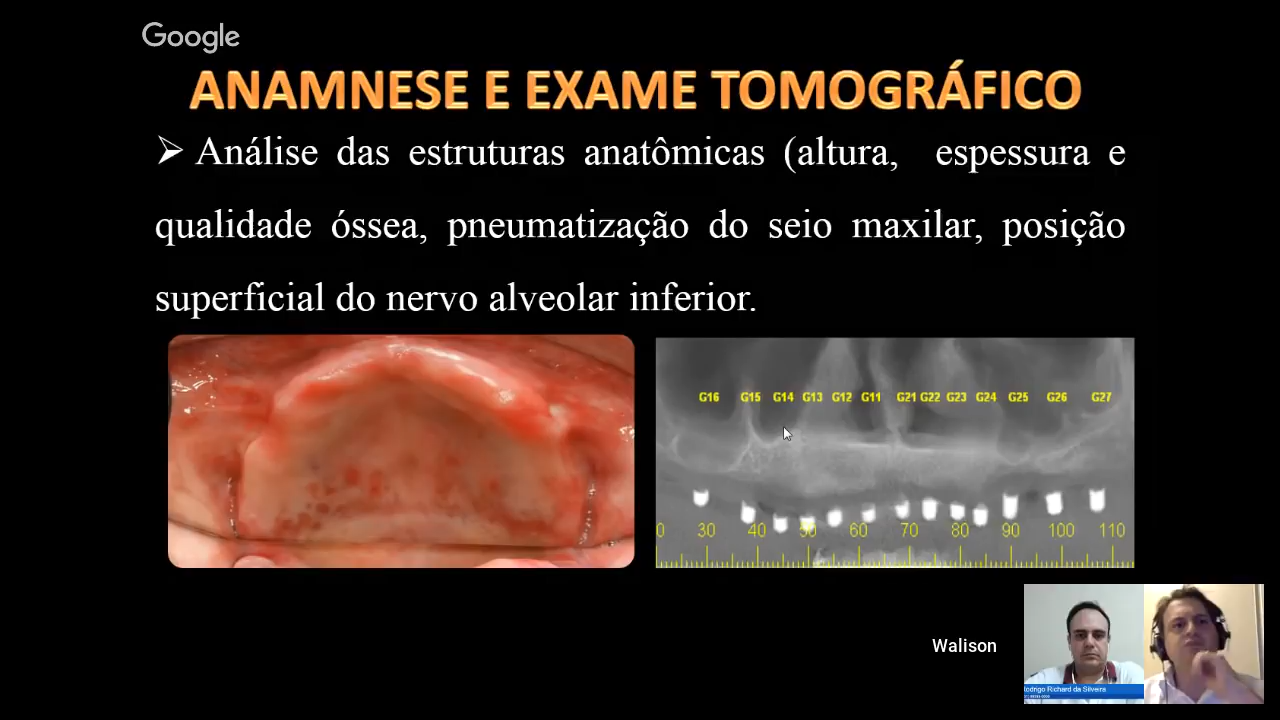 Google
ANAMNESE E EXAME TOMOGRÁFICO
➢ Análise das estruturas anatômicas (altura, espessura e
qualidade óssea, pneumatização do seio maxilar, posição
superficial do nervo alveolar inferior.
G16 G15 G14 G13 G12 G11 G21 G22 G23 G24 G25 G26 G27
0 30 40 50 60 70 80 90 100 110
Walison
Rodrigo Richard da Silveira